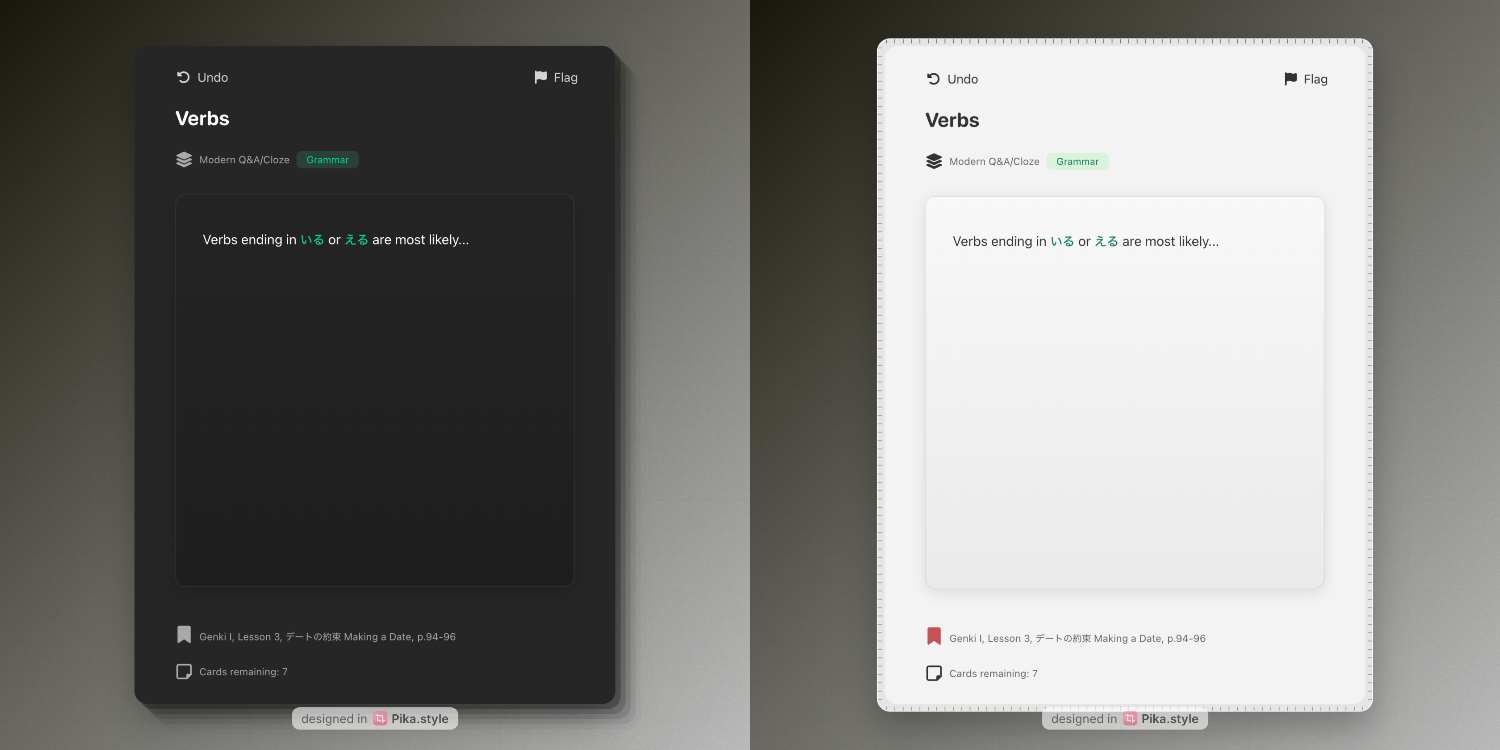 Undo
Flag
Verbs
Modern Q&A/Cloze
Grammar
Verbs ending in いる or える are most likely...
Genki I, Lesson 3, デートの約束 Making a Date, p.94-96
Cards remaining: 7
designed in Pika.style
Undo
Flag
Verbs
Modern Q&A/Cloze
Grammar
Verbs ending in いる or える are most likely...
Genki I, Lesson 3, デートの約束 Making a Date, p.94-96
Cards remaining: 7
designed in Pika.style